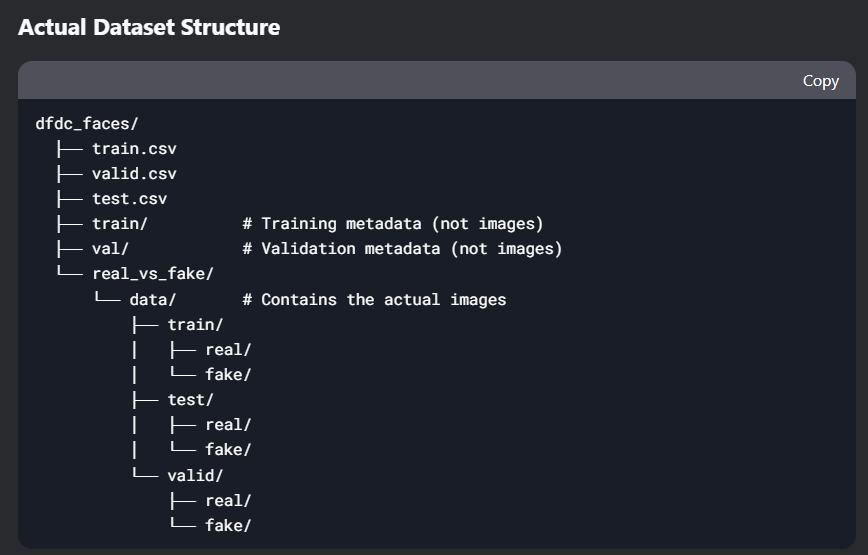 Actual Dataset Structure
Copy
dfdc_faces/
├── train.csv
├── valid.csv
├── test.csv
├── train/          # Training metadata (not images)
├── val/            # Validation metadata (not images)
└── real_vs_fake/
    └── data/       # Contains the actual images
        ├── train/
        │   ├── real/
        │   └── fake/
        ├── test/
        │   ├── real/
        │   └── fake/
        └── valid/
            ├── real/
            └── fake/